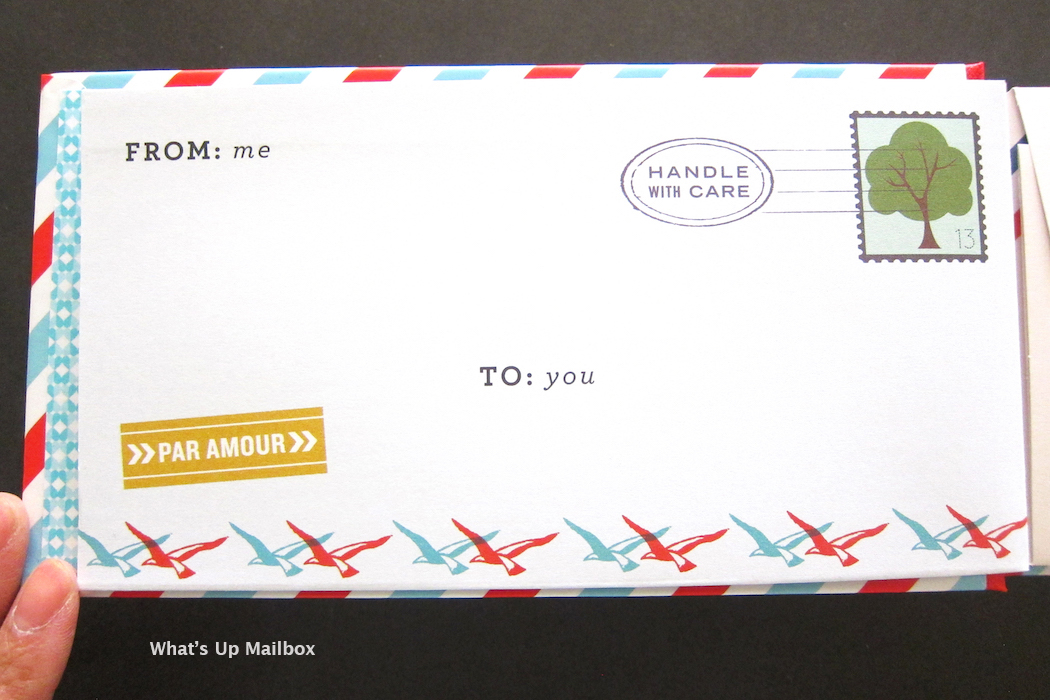 FROM: me
HANDLE
WITH CARE
13
TO: you
PAR AMOUR
What's Up Mailbox